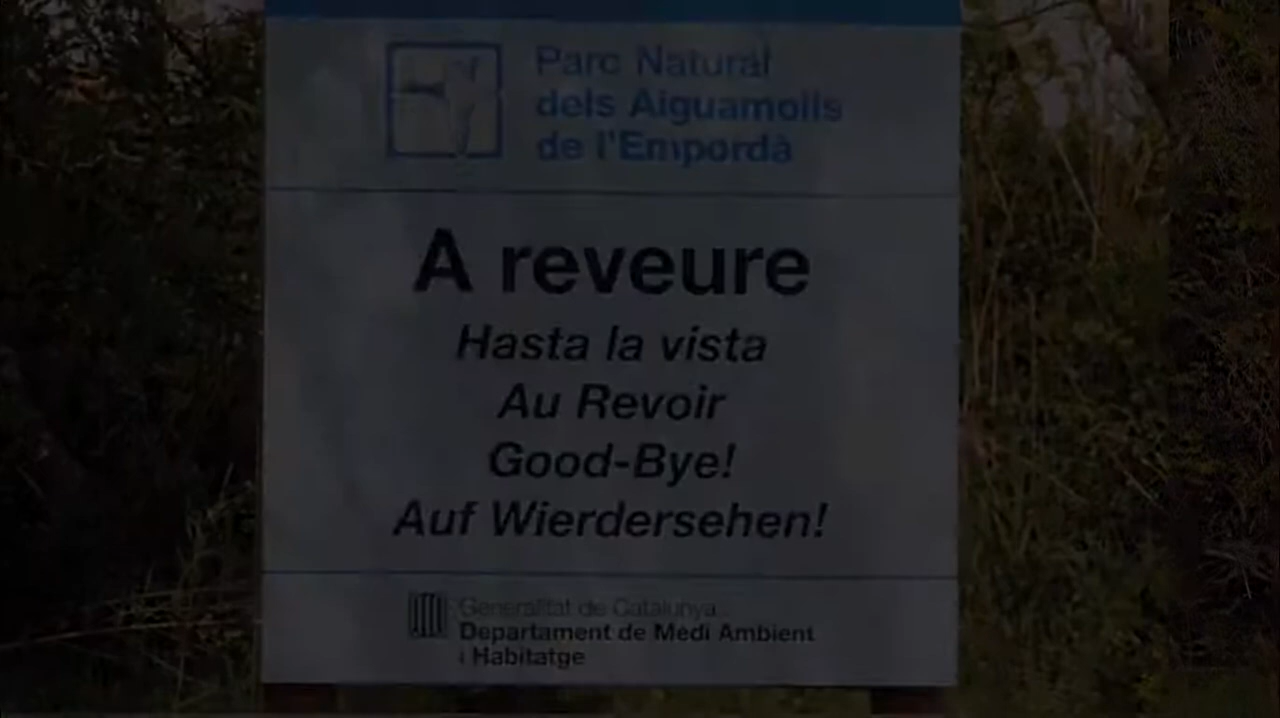 Parc Natural
dels Aiguamolls
de l'Empordà
A reveure
Hasta la vista
Au Revoir
Good-Bye!
Auf Wierdersehen!
Generalitat de Catalunya
Departament de Medi Ambient
i Habitatge